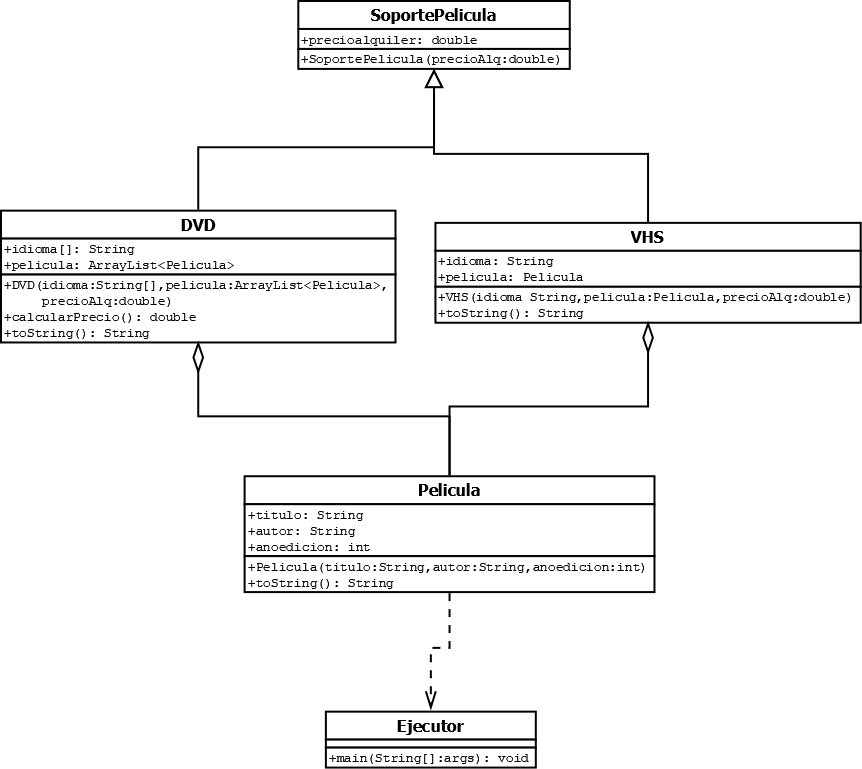 SoportePelicula
+precioalquiler: double
+SoportePelicula(precioAlq:double)
DVD
+idioma[]: String
+pelicula: ArrayList<Pelicula>
+DVD(idioma:String[],pelicula:ArrayList<Pelicula>,
precioAlq:double)
+calcularPrecio(): double
+toString(): String
VHS
+idioma: String
+pelicula: Pelicula
+VHS(idioma String,pelicula:Pelicula,precioAlq:double)
+toString(): String
Pelicula
+titulo: String
+autor: String
+anoedicion: int
+Pelicula(titulo:String,autor:String,anoedicion:int)
+toString(): String
Ejecutor
+main(String[]:args): void